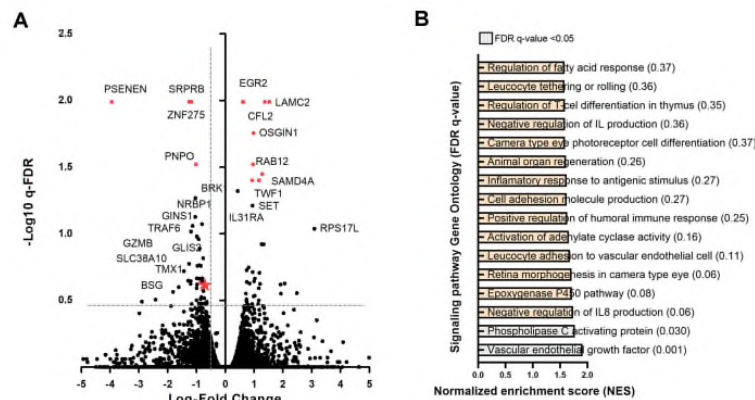 A
2.5
2.0
1.5
1.0
0.5
-Log10 q-FDR
PSENEN
SRPRB
ZNF275
EGR2
LAMC2
CFL2
OSGIN1
PNPO
RAB12
BRK
SAMD4A
TWF1
NRBP1
SET
GINS1
IL31RA
TRAF6
RPS17L
GZMB
GLIS2
SLC38A10
TMX1
BSG
-5 -4 -3 -2 -1 0 1 2 3 4 5
Log-Fold Change
B
FDR q-value <0.05
Signaling pathway Gene Ontology (FDR q-value)
Regulation of fatty acid response (0.37)
Leucocyte tethering or rolling (0.36)
Regulation of T-cel differentiation in thymus (0.35)
Negative regulation of IL production (0.36)
Camera type eye photoreceptor cell differentiation (0.37)
Animal organ regeneration (0.26)
Inflamatory response to antigenic stimulus (0.27)
Cell adehesion molecule production (0.27)
Positive regulation of humoral immune response (0.25)
Activation of adenylate cyclase activity (0.16)
Leucocyte adhesion to vascular endothelial cell (0.11)
Retina morphogenesis in camera type eye (0.06)
Epoxygenase P450 pathway (0.08)
Negative regulation of IL8 production (0.06)
Phospholipase C activating protein (0.030)
Vascular endothelial growth factor (0.001)
0.0 0.5 1.0 1.5 2.0
Normalized enrichment score (NES)